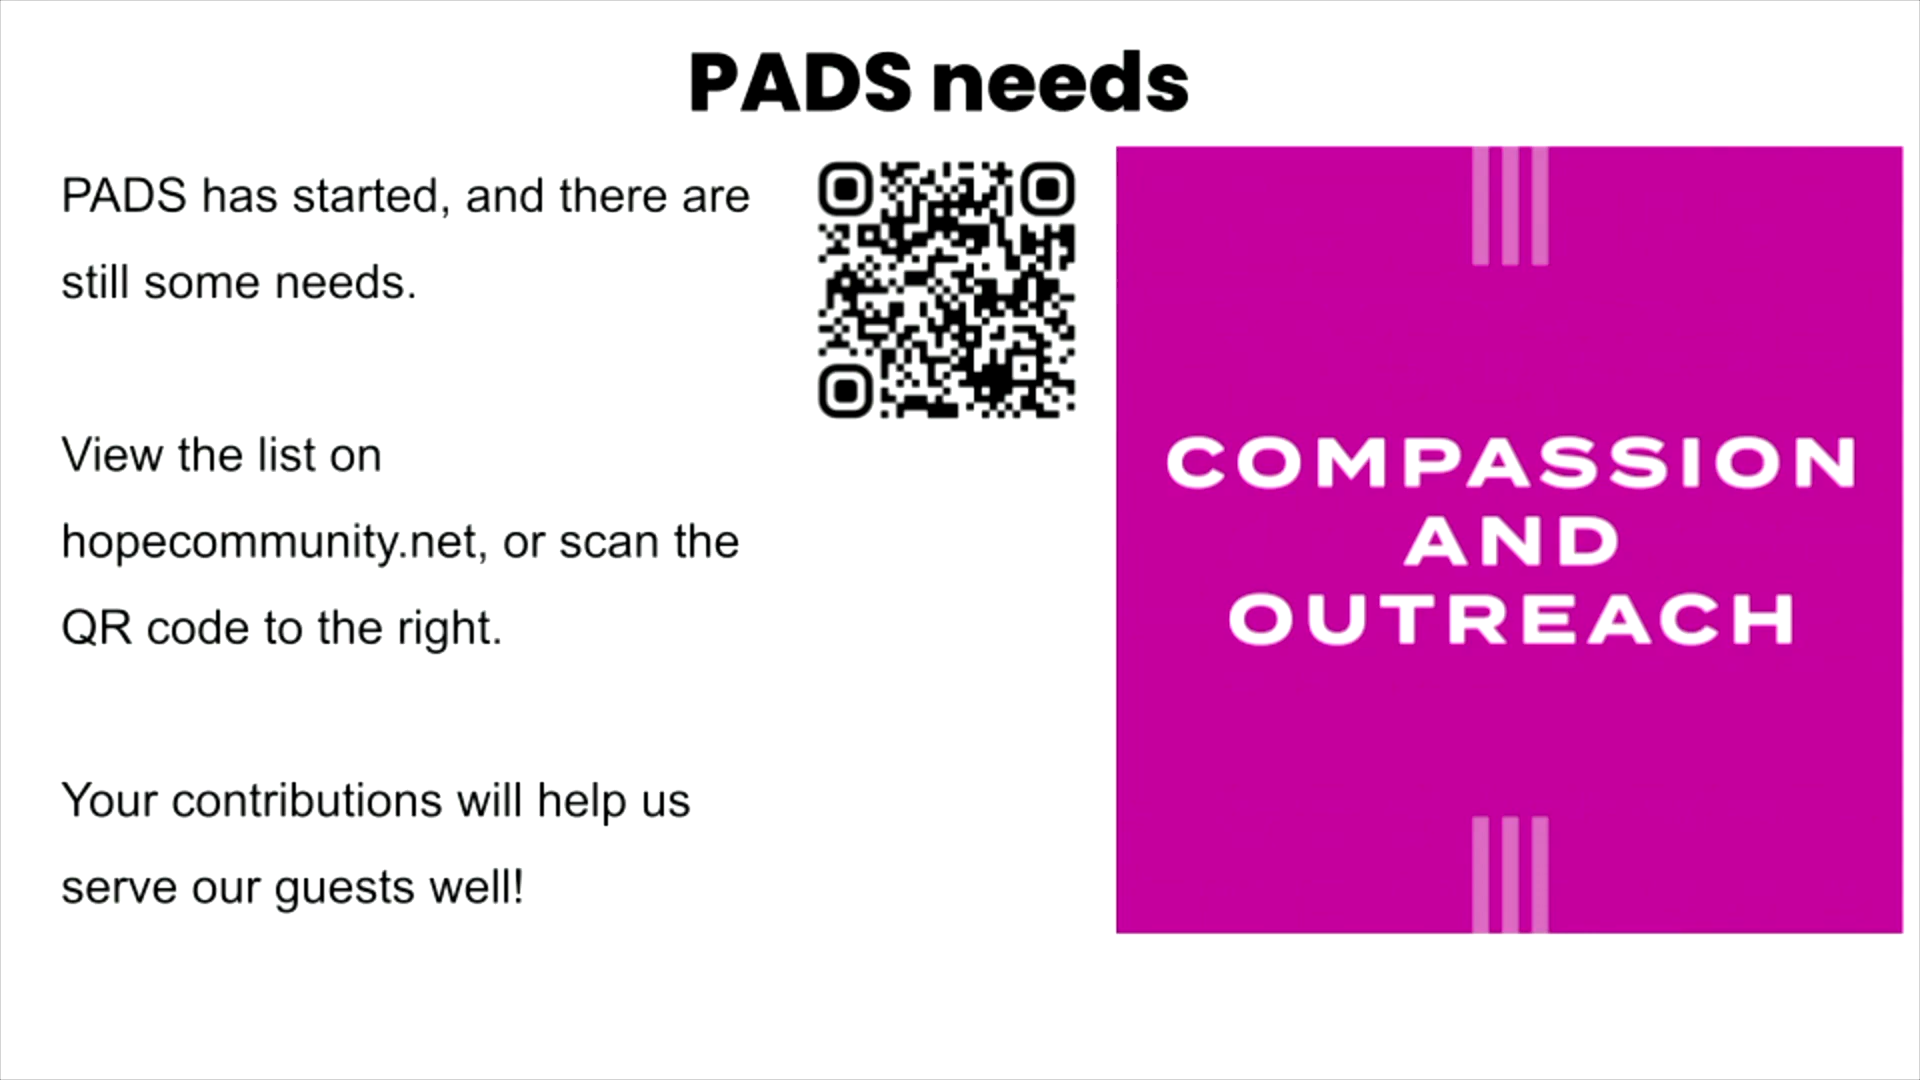 PADS needs
PADS has started, and there are
still some needs.
View the list on
hopecommunity.net, or scan the
QR code to the right.
Your contributions will help us
serve our guests well!
COMPASSION
AND
OUTREACH